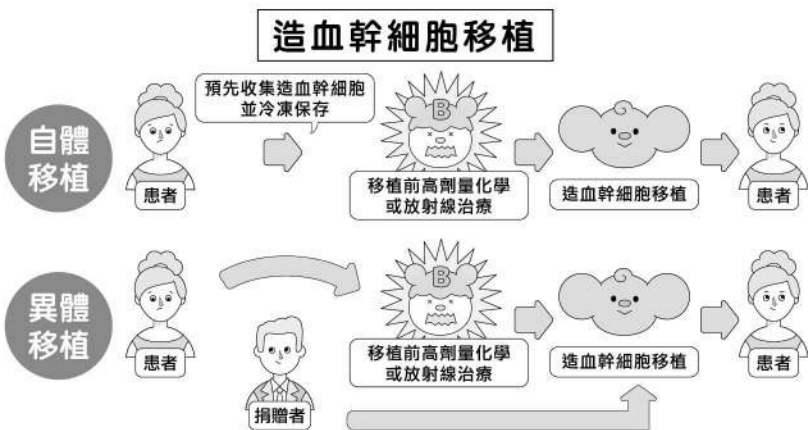 造血幹細胞移植
預先收集造血幹細胞
並冷凍保存
自體
移植
患者
B
移植前高劑量化學
或放射線治療
造血幹細胞移植
患者
異體
移植
患者
捐贈者
B
移植前高劑量化學
或放射線治療
造血幹細胞移植
患者